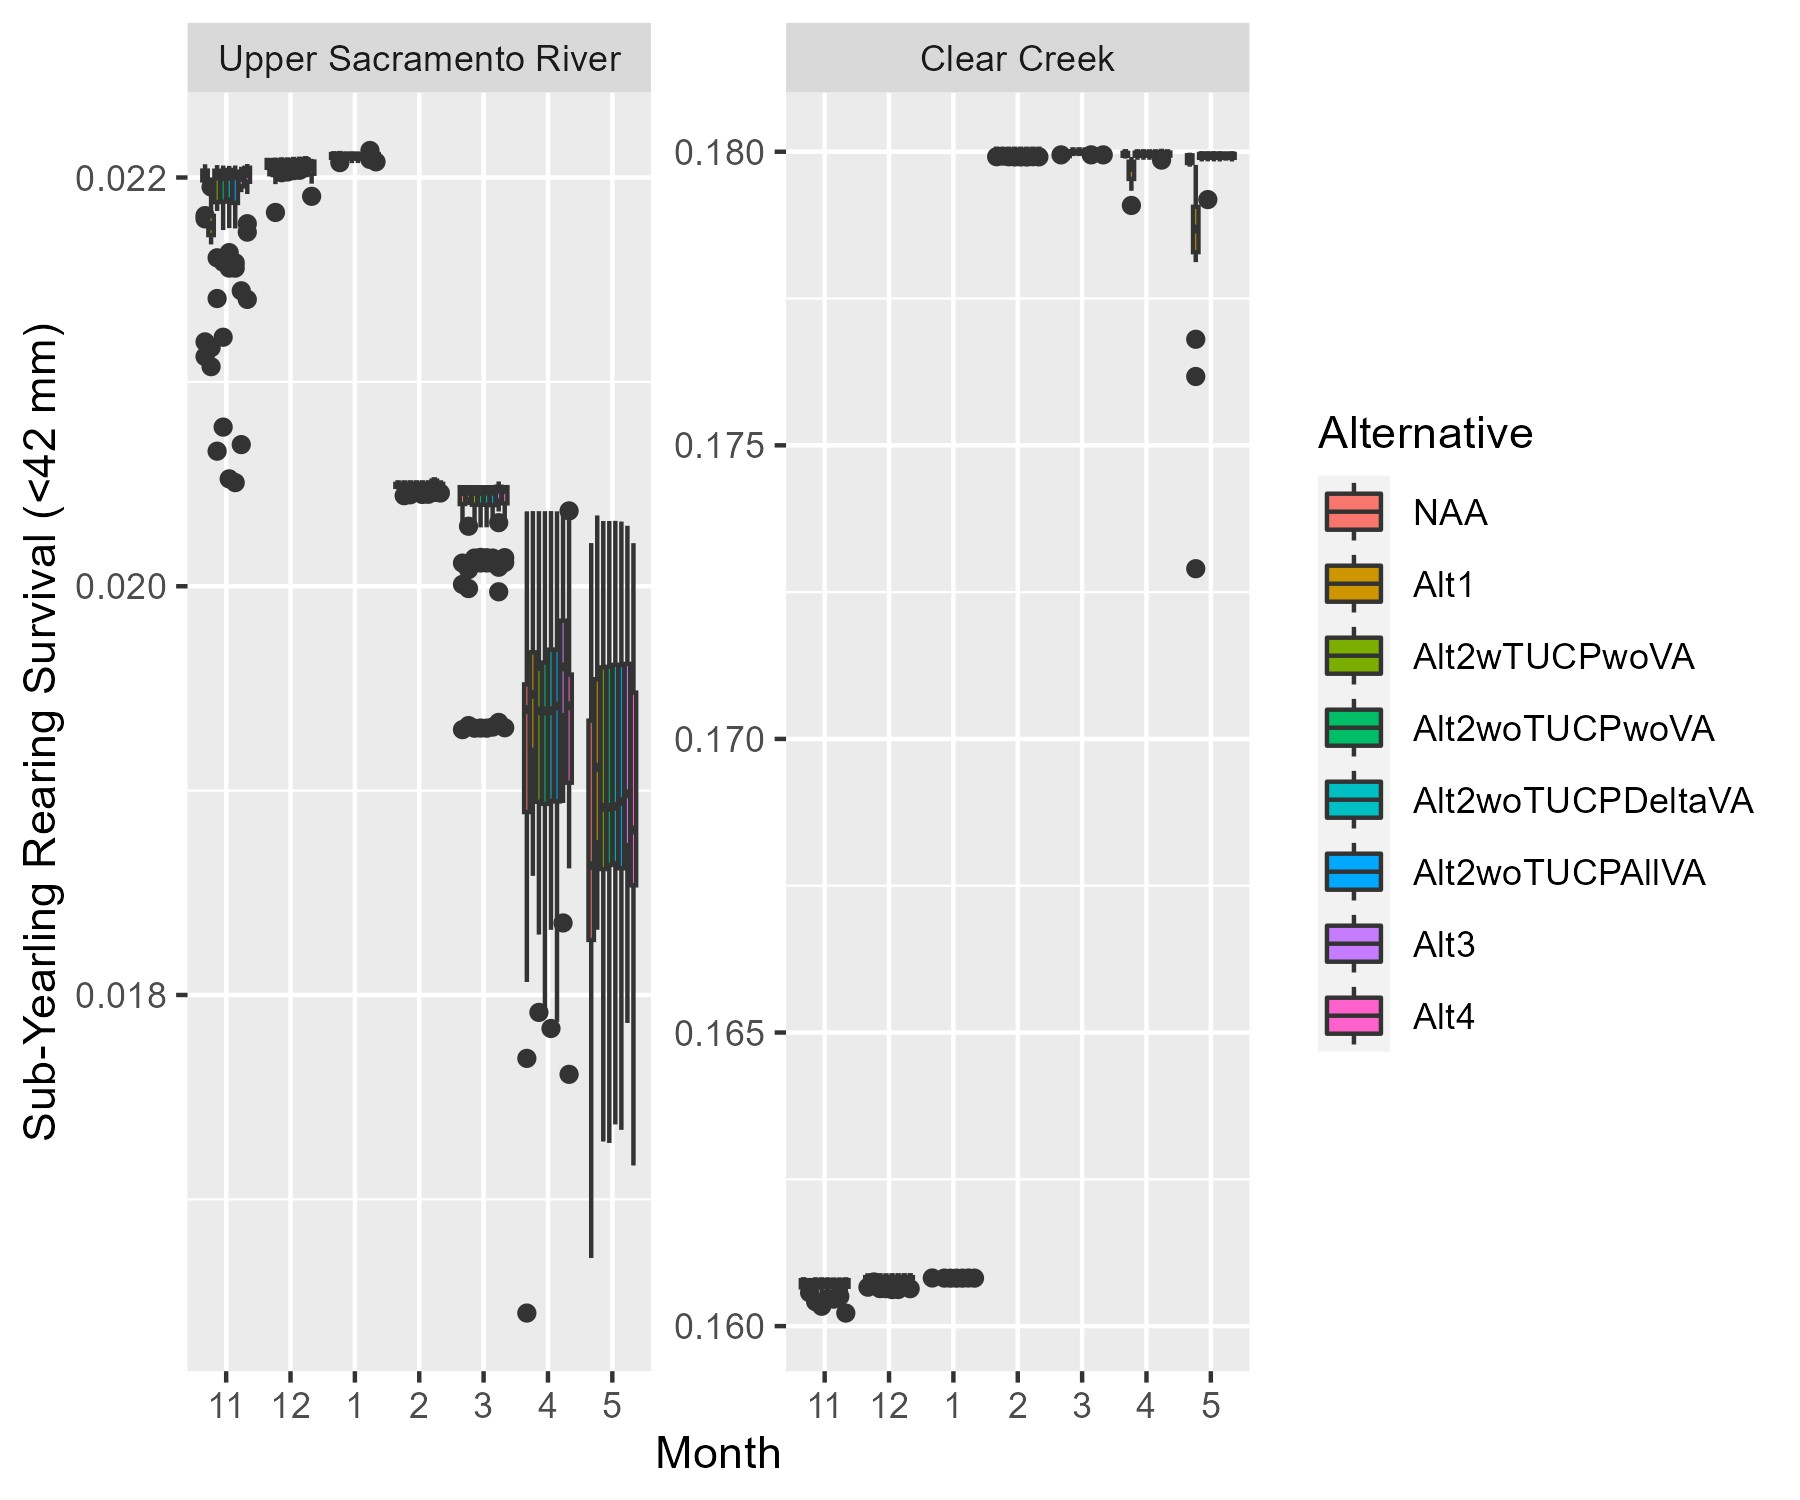 Upper Sacramento River
Clear Creek
Sub-Yearling Rearing Survival (<42 mm)
0.022
0.020
0.018
0.180
0.175
0.170
0.165
0.160
11 12 1 2 3 4 5
11 12 1 2 3 4 5
Month
Alternative
NAA
Alt1
Alt2wTUCPwoVA
Alt2woTUCPwoVA
Alt2woTUCPDeltaVA
Alt2woTUCPAllVA
Alt3
Alt4